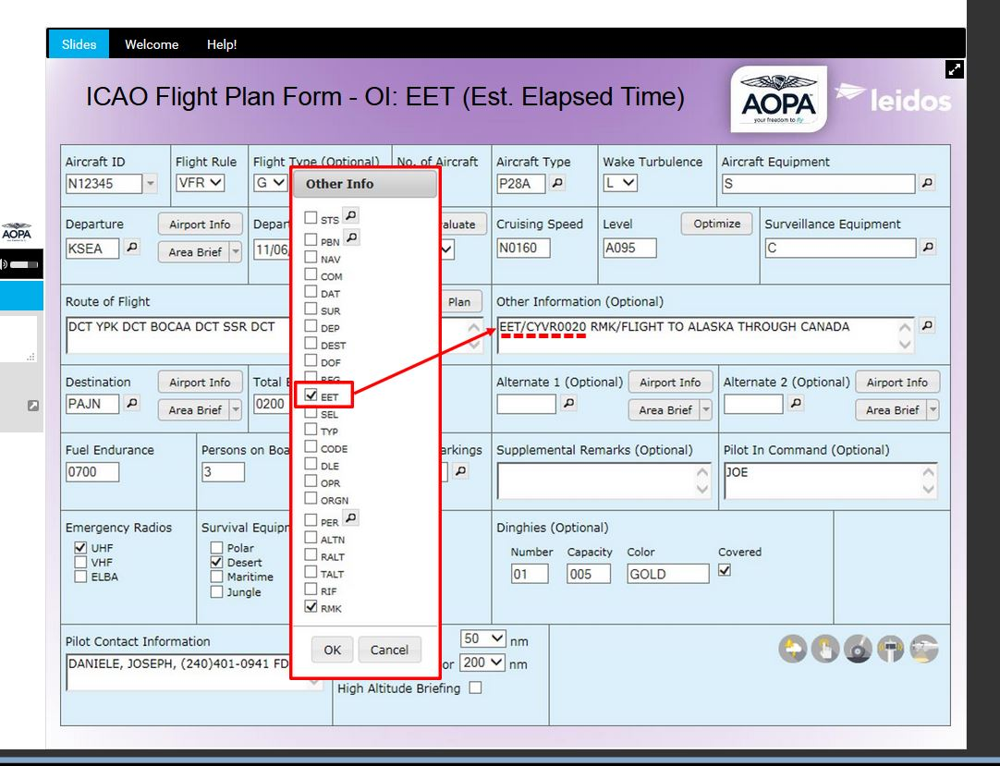 Slides Welcome Help!
ICAO Flight Plan Form - OI: EET (Est. Elapsed Time)
AOPA
your freedom to fly
leidos
Aircraft ID Flight Rule Flight Type (Optional) No. of Aircraft Aircraft Type Wake Turbulence Aircraft Equipment
N12345 VFR G P28A L S
Other Info
STS
PBN
NAV
COM
DAT
SUR
DEP
DEST
DOF
REG
EET
SEL
TYP
CODE
DLE
OPR
ORGN
PER
ALTN
RALT
TALT
RIF
RMK
OK Cancel
AOPA
Departure Airport Info Depart aluate Cruising Speed Level Optimize Surveillance Equipment
KSEA Area Brief 11/06/ N0160 A095 C
Route of Flight Plan Other Information (Optional)
DCT YPK DCT BOCAA DCT SSR DCT EET/CYVR0020 RMK/FLIGHT TO ALASKA THROUGH CANADA
Destination Airport Info Total E Alternate 1 (Optional) Airport Info Alternate 2 (Optional) Airport Info
PAJN Area Brief 0200 Area Brief Area Brief
Fuel Endurance Persons on Boa arkings Supplemental Remarks (Optional) Pilot In Command (Optional)
0700 3 JOE
Emergency Radios Survival Equipm Dinghies (Optional)
UHF Polar Number Capacity Color Covered
VHF Desert 01 005 GOLD
ELBA Maritime
Jungle
Pilot Contact Information 50 nm
DANIELE, JOSEPH, (240)401-0941 FD or 200 nm
High Altitude Briefing